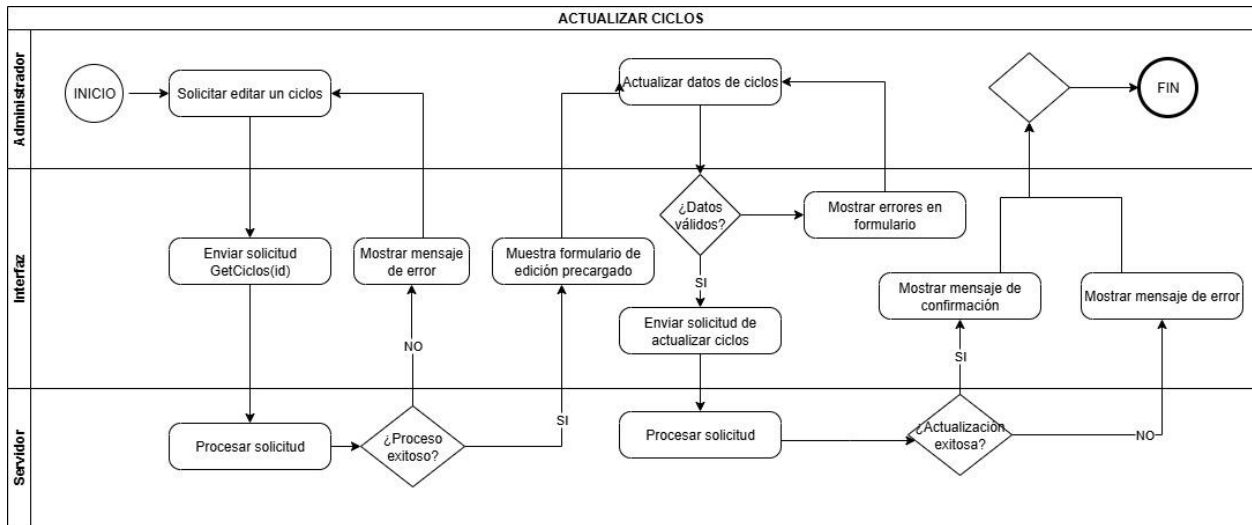 ACTUALIZAR CICLOS
Administrador
INICIO
Solicitar editar un ciclos
Actualizar datos de ciclos
FIN
Interfaz
¿Datos
válidos?
Mostrar errores en
formulario
Enviar solicitud
GetCiclos(id)
Mostrar mensaje
de error
Muestra formulario de
edición precargado
SI
Mostrar mensaje de
confirmación
Mostrar mensaje de error
Enviar solicitud de
actualizar ciclos
NO
SI
Servidor
Procesar solicitud
¿Proceso
exitoso?
SI
Procesar solicitud
¿Actualización
exitosa?
NO